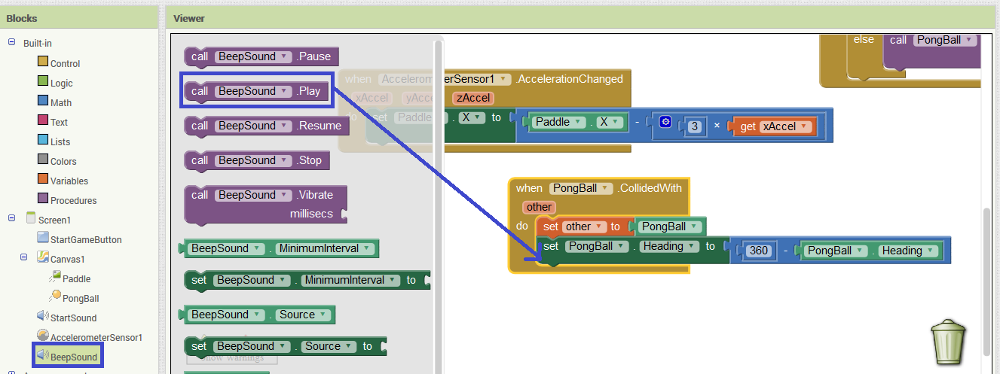 Blocks
Viewer
Built-in
Control
Logic
Math
Text
Lists
Colors
Variables
Procedures
Screen1
StartGameButton
Canvas1
Paddle
PongBall
StartSound
AccelerometerSensor1
BeepSound
call BeepSound .Pause
call BeepSound .Play
call BeepSound .Resume
call BeepSound .Stop
call BeepSound .Vibrate
millisecs
BeepSound . MinimumInterval
set BeepSound . MinimumInterval to
BeepSound . Source
set BeepSound . Source to
Show Warnings
else call PongBall
when AccelerometerSensor1 .AccelerationChanged
xAccel yAccel zAccel
do set Paddle . X to Paddle . X - 3 × get xAccel
when PongBall .CollidedWith
other
do set other to PongBall
set PongBall . Heading to 360 - PongBall . Heading